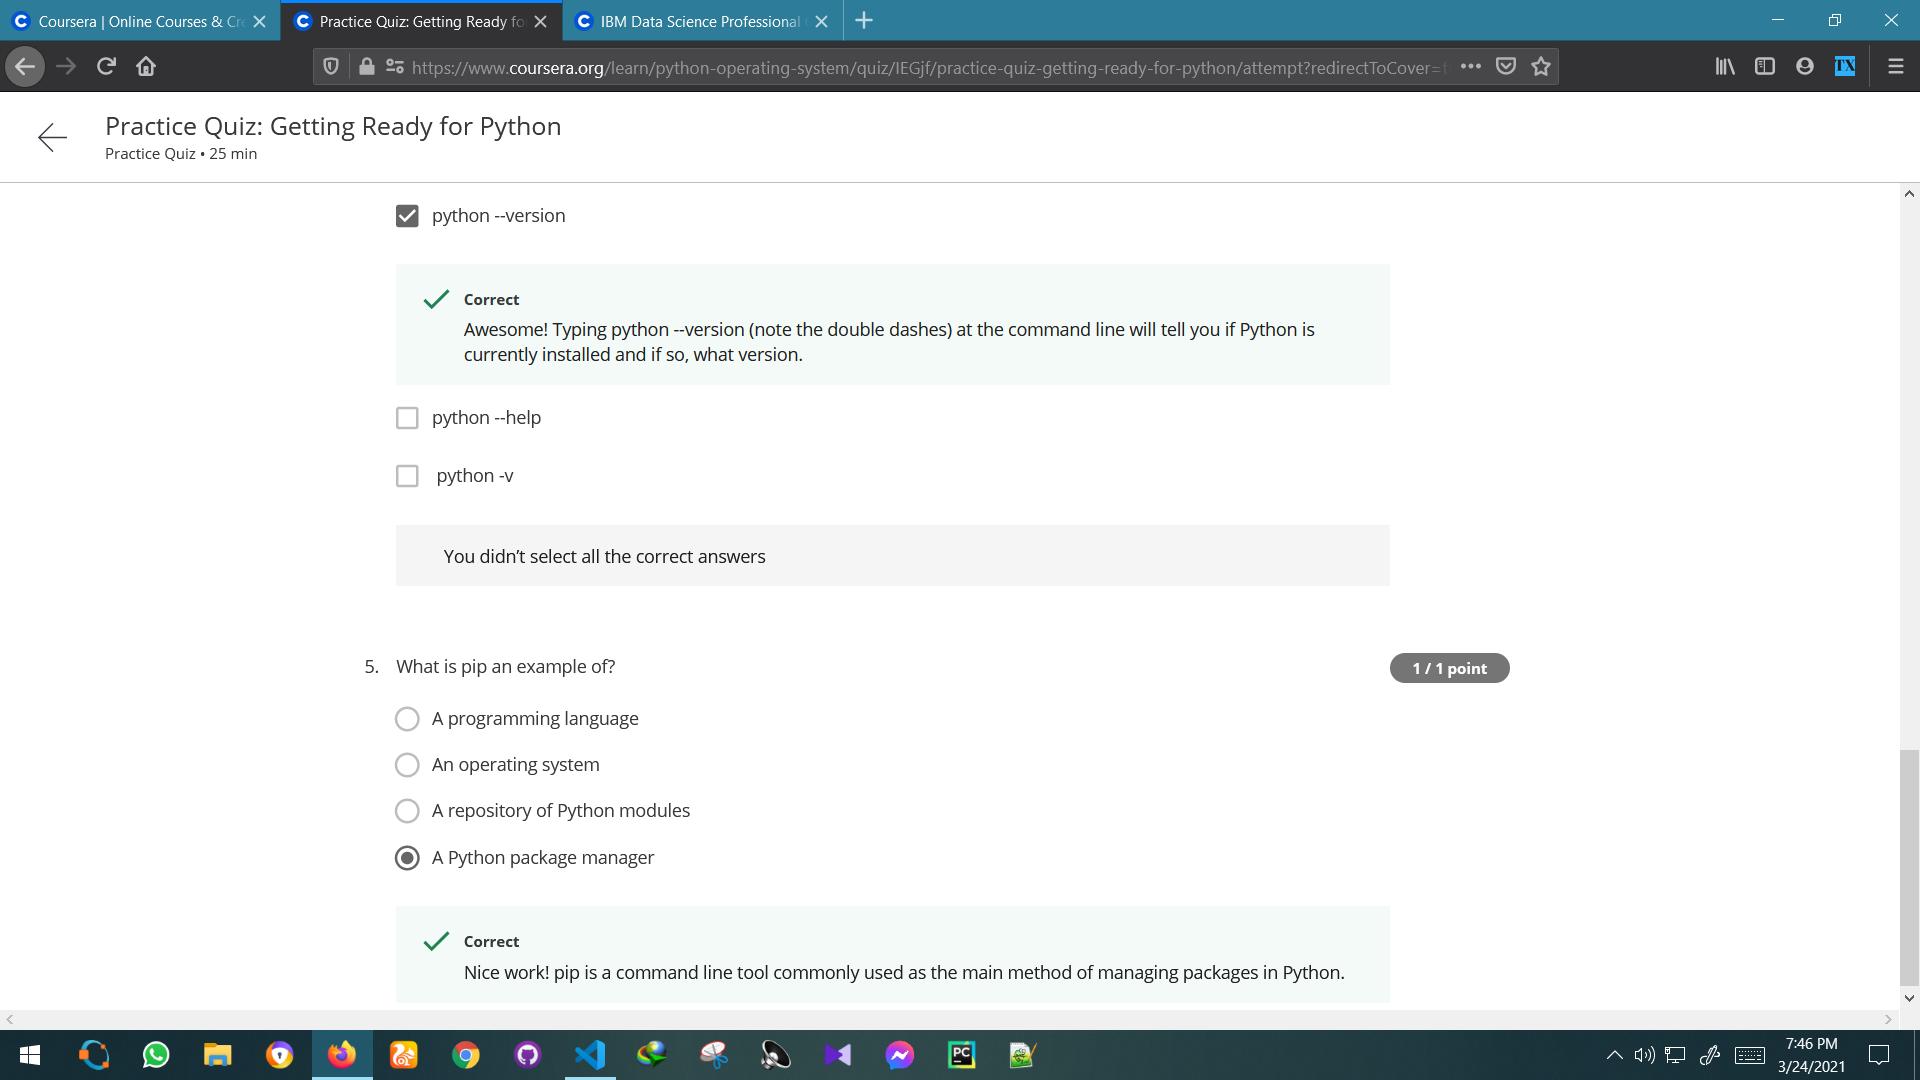 Coursera | Online Courses & Cre
Practice Quiz: Getting Ready fo
IBM Data Science Professional
https://www.coursera.org/learn/python-operating-system/quiz/IEGjf/practice-quiz-getting-ready-for-python/attempt?redirectToCover=
TX
Practice Quiz: Getting Ready for Python
Practice Quiz • 25 min
python --version
Correct
Awesome! Typing python --version (note the double dashes) at the command line will tell you if Python is
currently installed and if so, what version.
python --help
python -v
You didn’t select all the correct answers
5. What is pip an example of?
1 / 1 point
A programming language
An operating system
A repository of Python modules
A Python package manager
Correct
Nice work! pip is a command line tool commonly used as the main method of managing packages in Python.
PC
7:46 PM
3/24/2021